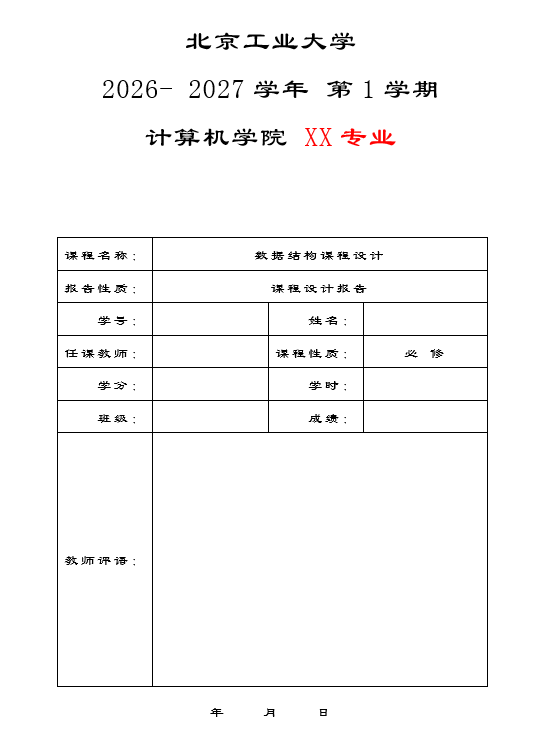 北京工业大学
2026- 2027 学年 第 1 学期
计算机学院 XX 专业
课程名称： 数据结构课程设计
报告性质： 课程设计报告
学号： 姓名：
任课教师： 课程性质： 必 修
学分： 学时：
班级： 成绩：
教师评语：
年 月 日